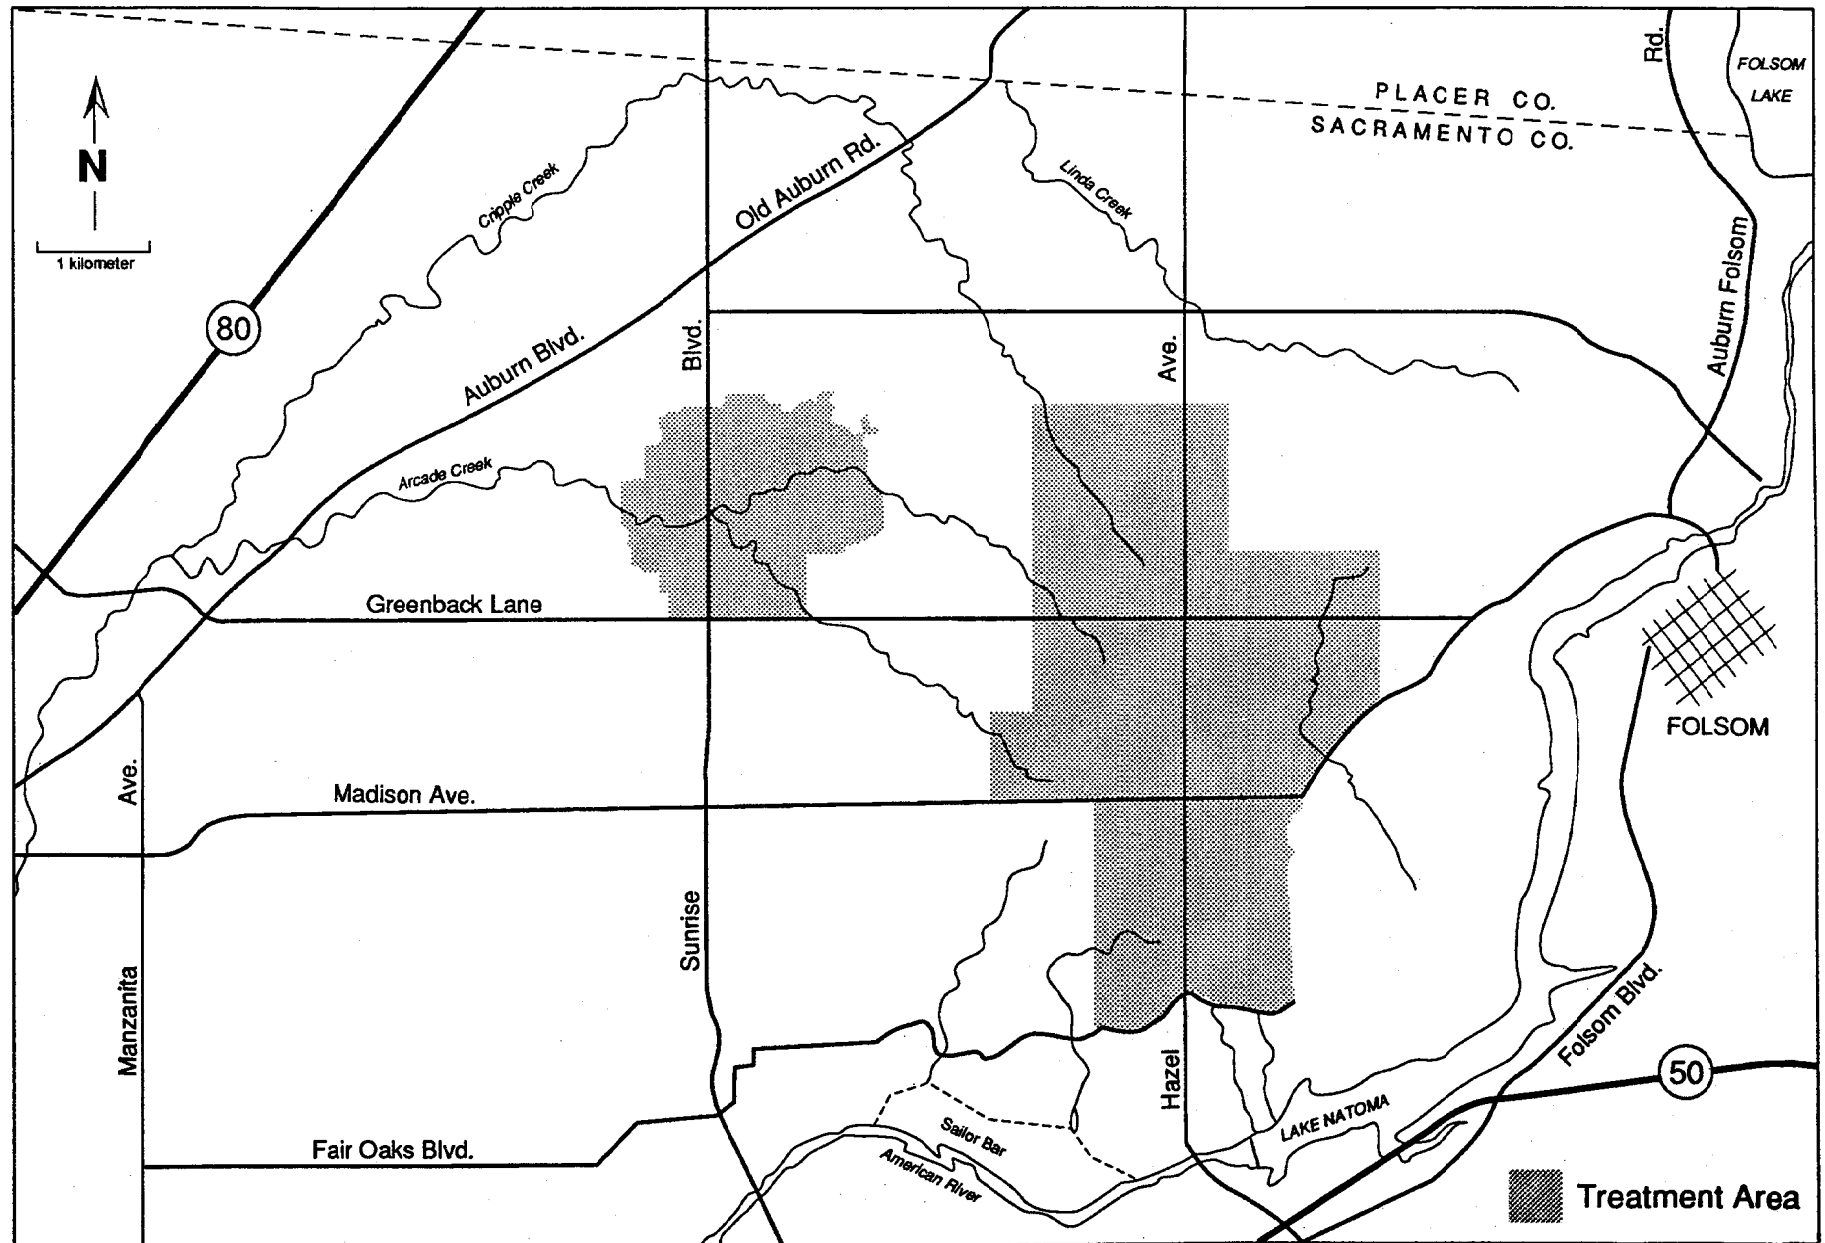 Rd.
FOLSOM
LAKE
PLACER CO.
SACRAMENTO CO.
N
1 kilometer
Cripple Creek
Old Auburn Rd.
Linda Creek
Auburn Folsom
80
Auburn Blvd.
Blvd.
Ave.
Arcade Creek
Greenback Lane
FOLSOM
Ave.
Madison Ave.
Sunrise
Manzanita
Folsom Blvd.
Hazel
50
LAKE NATOMA
Sailor Bar
American River
Fair Oaks Blvd.
Treatment Area